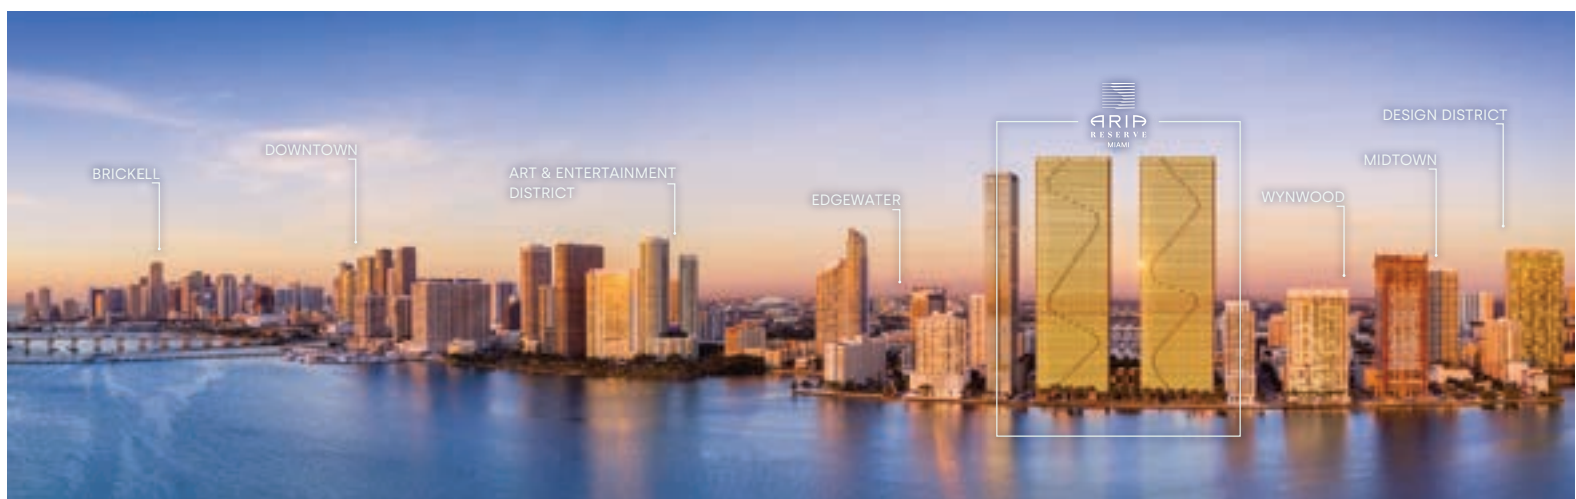 BRICKELL
DOWNTOWN
ART & ENTERTAINMENT
DISTRICT
EDGEWATER
ARIA
RESERVE
MIAMI
WYNWOOD
MIDTOWN
DESIGN DISTRICT